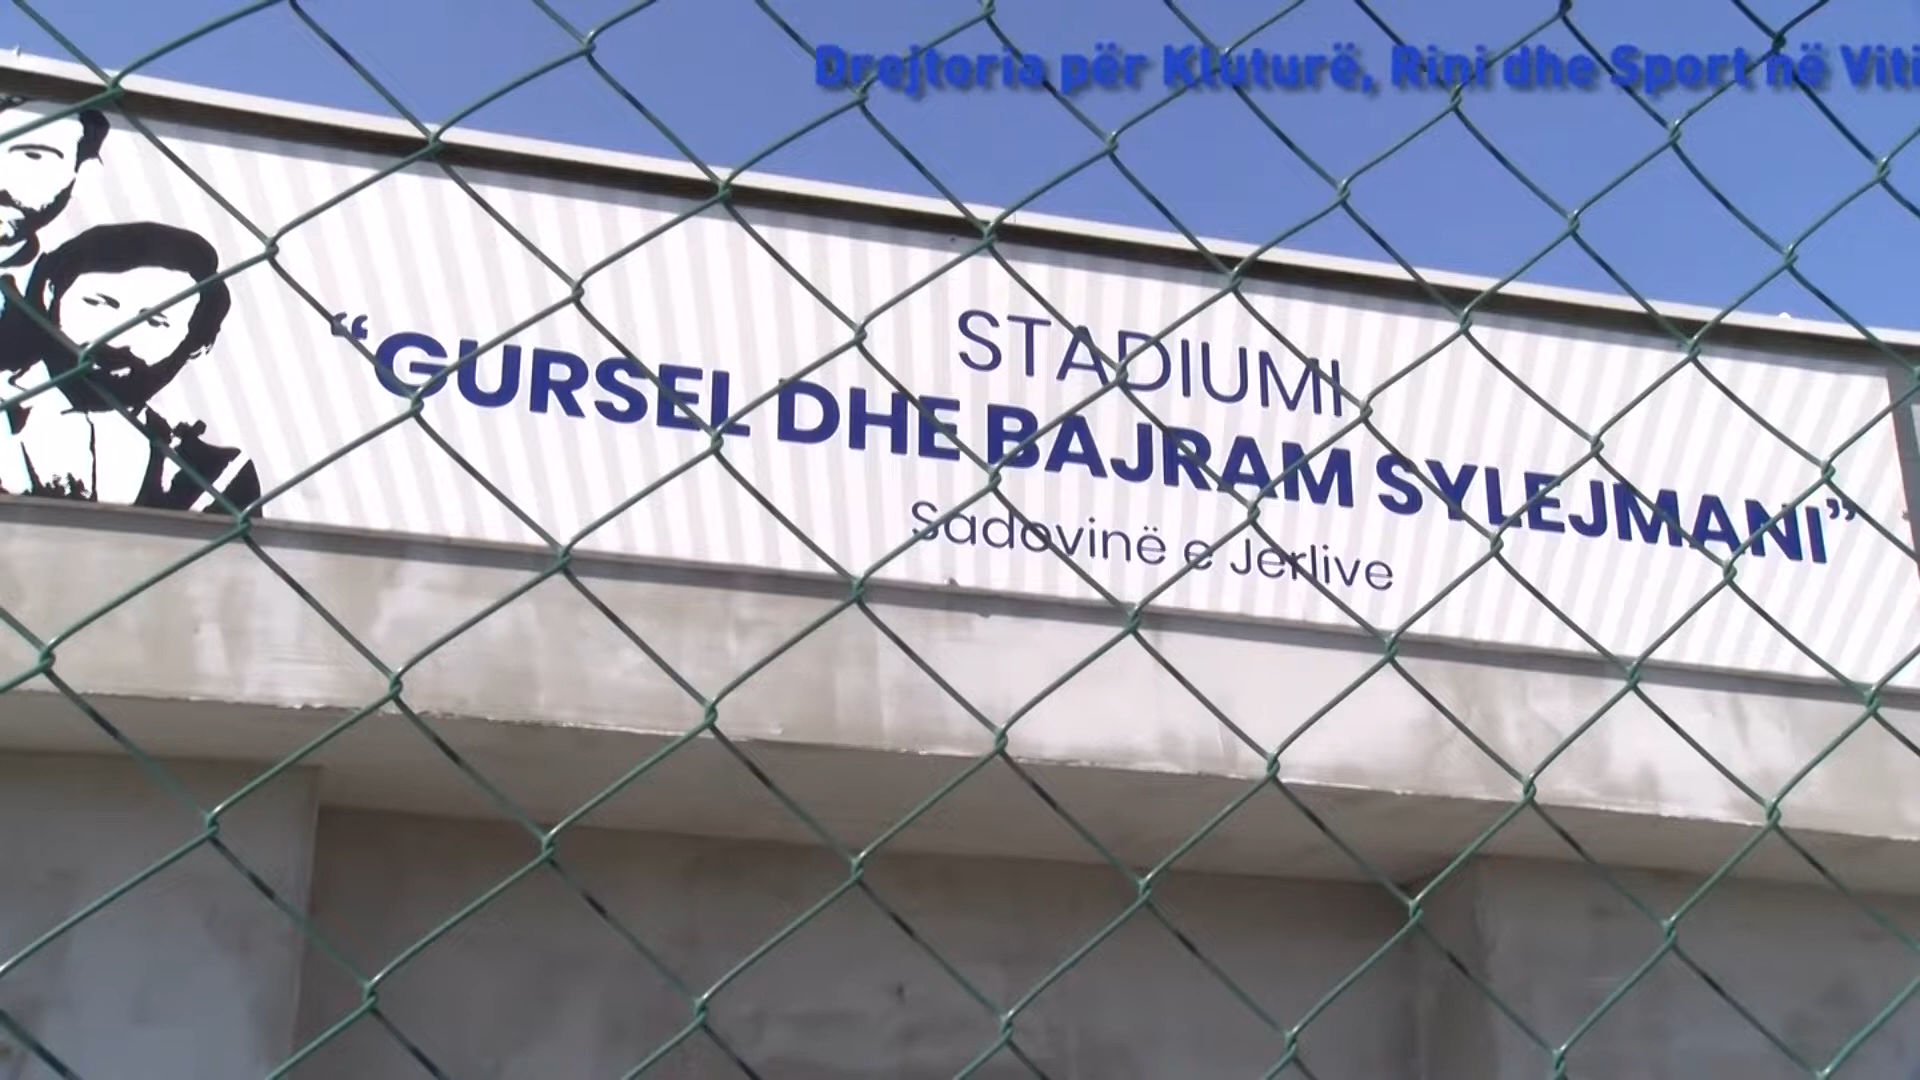 Drejtoria për Kluturë, Rini dhe Sport në Viti
STADIUMI
“GURSEL DHE BAJRAM SYLEJMANI”
Sadovinë e Jerlive